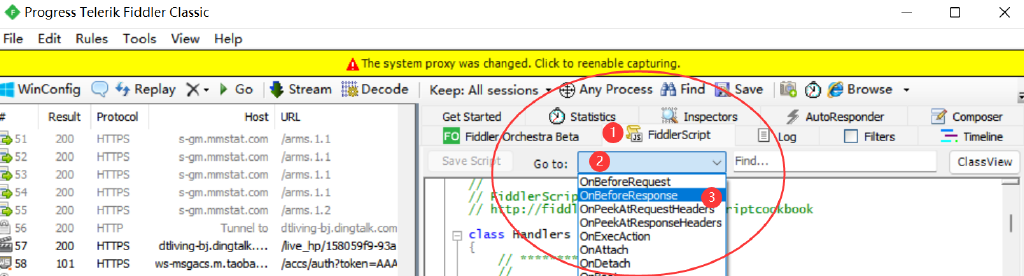 Progress Telerik Fiddler Classic
File Edit Rules Tools View Help
The system proxy was changed. Click to reenable capturing.
WinConfig Replay Go Stream Decode Keep: All sessions Any Process Find Save Browse
# Result Protocol Host URL
51 200 HTTPS s-gm.mmstat.com /arms.1.1
52 200 HTTPS s-gm.mmstat.com /arms.1.1
53 200 HTTPS s-gm.mmstat.com /arms.1.1
54 200 HTTPS s-gm.mmstat.com /arms.1.1
55 200 HTTPS s-gm.mmstat.com /arms.1.2
56 200 HTTP Tunnel to dtliving-bj.dingtalk.com
57 200 HTTPS dtliving-bj.dingtalk.... /live_hp/158059f9-93a
58 101 HTTPS ws-msgacs.m.taoba... /accs/auth?token=AAA
Get Started Statistics Inspectors AutoResponder Composer
FO Fiddler Orchestra Beta 1 JS FiddlerScript Log Filters Timeline
Save Script Go to: 2 Find... ClassView
//
// FiddlerScri
// http://fiddl riptcookbook
class Handlers
{
// ********
//
OnBeforeRequest
OnBeforeResponse 3
OnPeekAtRequestHeaders
OnPeekAtResponseHeaders
OnExecAction
OnAttach
OnDetach